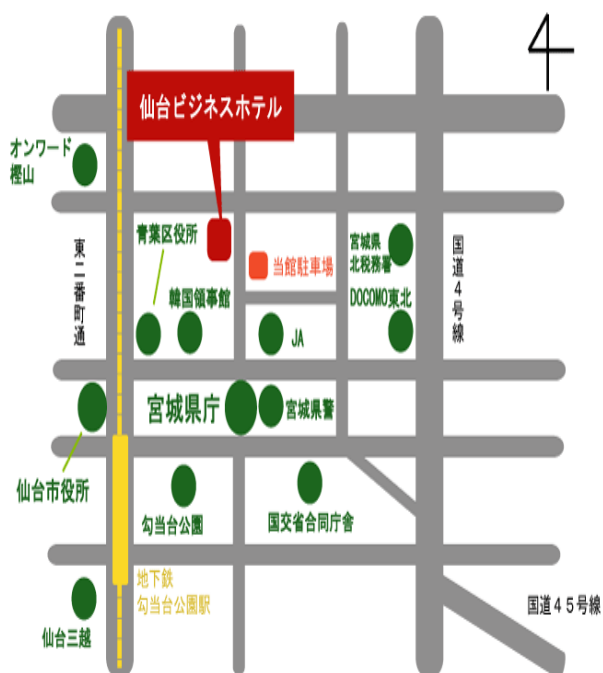 仙台ビジネスホテル
オンワード
樫山
青葉区役所
東二番町通
宮城県
北税務署
国道4号線
当館駐車場
韓国領事館
DOCOMO東北
JA
宮城県庁
宮城県警
仙台市役所
勾当台公園
国交省合同庁舎
地下鉄
勾当台公園駅
国道45号線
仙台三越